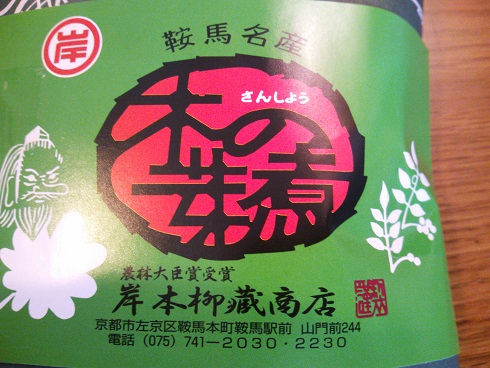 岸
鞍馬名産
さんしょう
木の芽煮
農林大臣賞受賞
岸本柳蔵商店
京都市左京区鞍馬本町鞍馬駅前 山門前244
電話 (075) 741-2030・2230